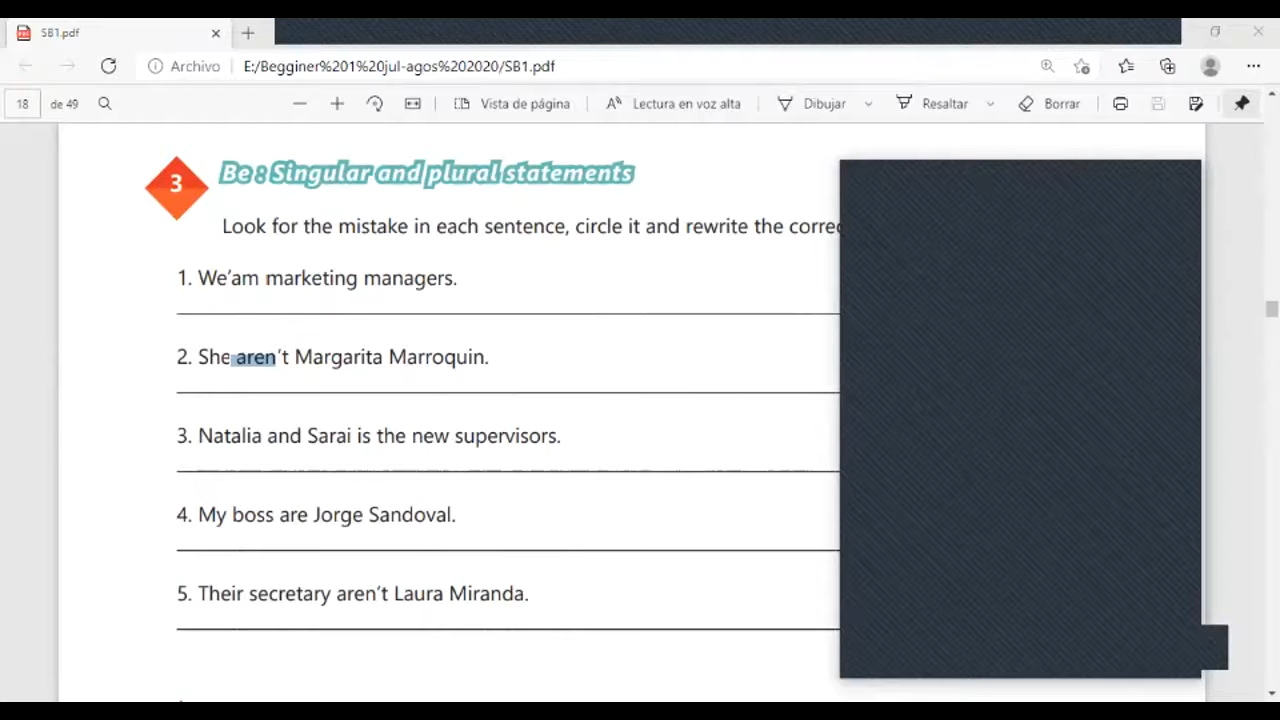 SB1.pdf
Archivo E:/Begginer%201%20jul-agos%202020/SB1.pdf
18 de 49 Vista de página Lectura en voz alta Dibujar Resaltar Borrar
3 Be : Singular and plural statements
Look for the mistake in each sentence, circle it and rewrite the correc
1. We'am marketing managers.
2. She aren't Margarita Marroquin.
3. Natalia and Sarai is the new supervisors.
4. My boss are Jorge Sandoval.
5. Their secretary aren't Laura Miranda.